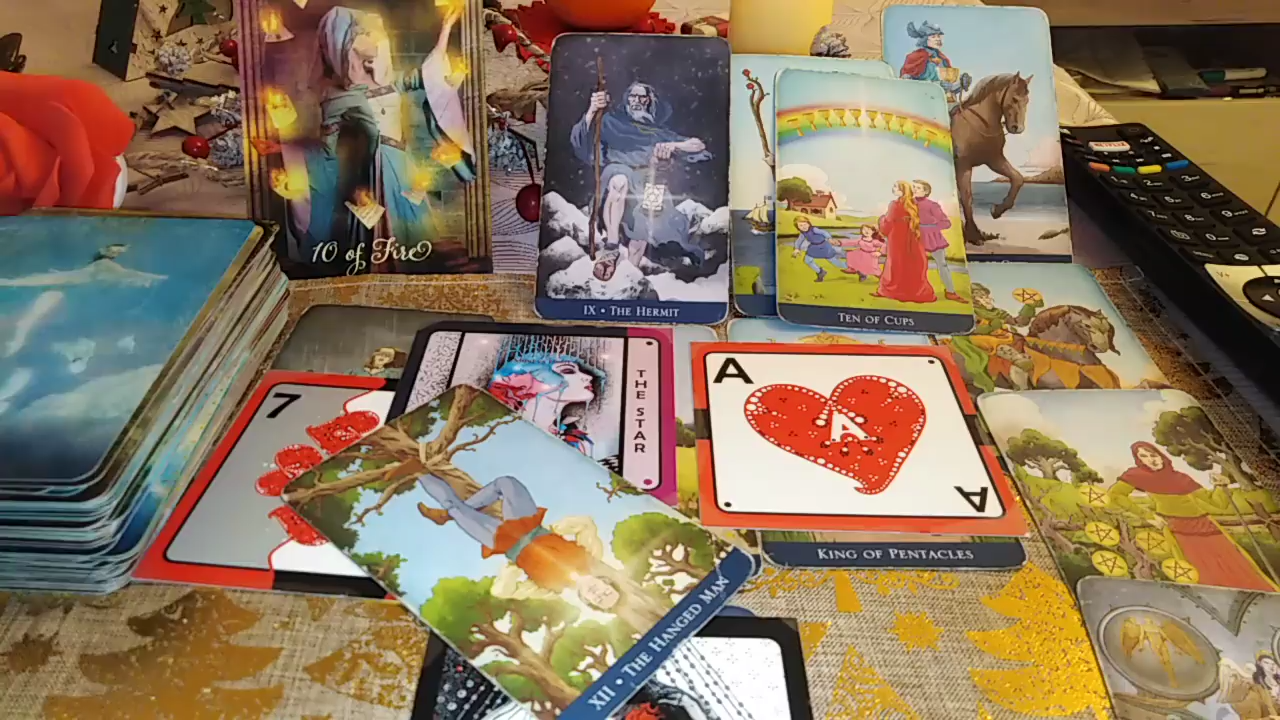 10 of Fire
IX • THE HERMIT
TEN OF CUPS
NETFLIX
7
THE STAR
A
A
A
KING OF PENTACLES
XII • THE HANGED MAN